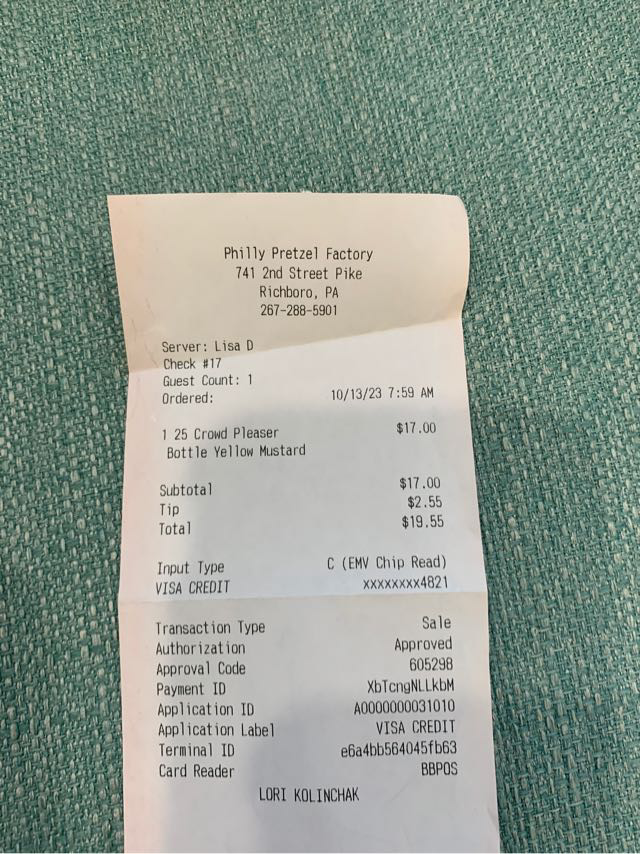 Philly Pretzel Factory
741 2nd Street Pike
Richboro, PA
267-288-5901
Server: Lisa D
Check #17
Guest Count: 1
Ordered: 10/13/23 7:59 AM
1 25 Crowd Pleaser $17.00
Bottle Yellow Mustard
Subtotal $17.00
Tip $2.55
Total $19.55
Input Type C (EMV Chip Read)
VISA CREDIT xxxxxxxx4821
Transaction Type Sale
Authorization Approved
Approval Code 605298
Payment ID XbTcngNLLkbM
Application ID A0000000031010
Application Label VISA CREDIT
Terminal ID e6a4bb564045fb63
Card Reader BBPOS
LORI KOLINCHAK